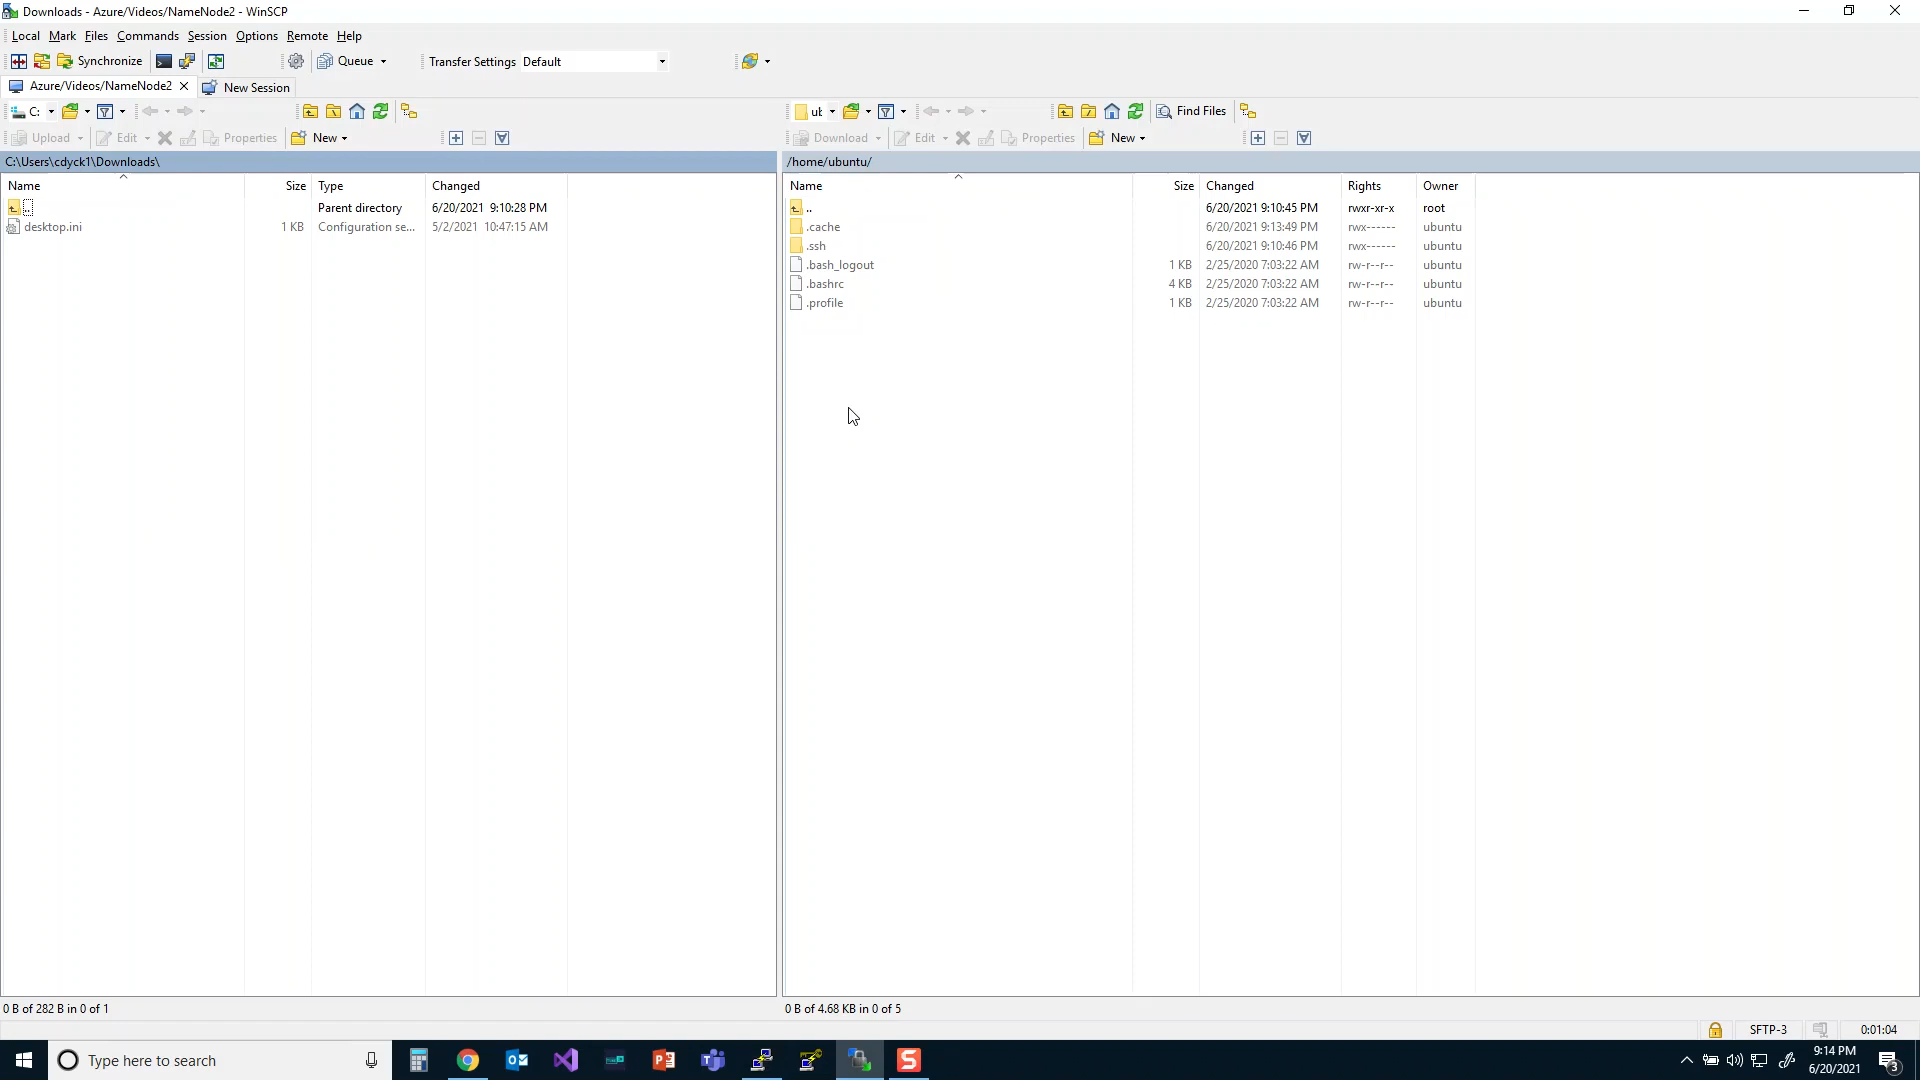 Downloads - Azure/Videos/NameNode2 - WinSCP
Local Mark Files Commands Session Options Remote Help
Synchronize Queue Transfer Settings Default
Azure/Videos/NameNode2 New Session
C: ub Find Files
Upload Edit Properties New Download Edit Properties New
C:\Users\cdyck1\Downloads\ /home/ubuntu/
Name Size Type Changed Name Size Changed Rights Owner
.. Parent directory 6/20/2021 9:10:28 PM .. 6/20/2021 9:10:45 PM rwxr-xr-x root
desktop.ini 1 KB Configuration se... 5/2/2021 10:47:15 AM .cache 6/20/2021 9:13:49 PM rwx------ ubuntu
.ssh 6/20/2021 9:10:46 PM rwx------ ubuntu
.bash_logout 1 KB 2/25/2020 7:03:22 AM rw-r--r-- ubuntu
.bashrc 4 KB 2/25/2020 7:03:22 AM rw-r--r-- ubuntu
.profile 1 KB 2/25/2020 7:03:22 AM rw-r--r-- ubuntu
0 B of 282 B in 0 of 1 0 B of 4.68 KB in 0 of 5
SFTP-3 0:01:04
Type here to search 9:14 PM
6/20/2021 3